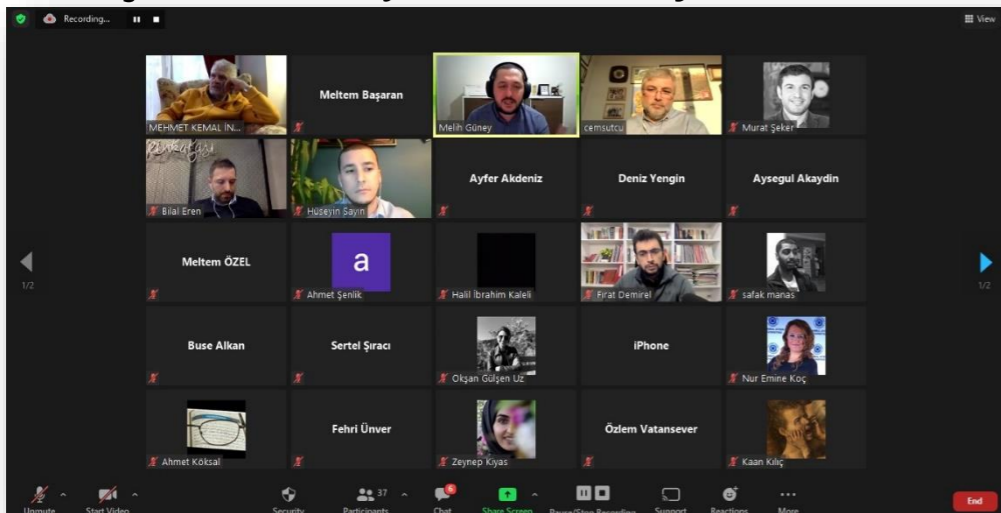 Recording...
View
MEHMET KEMAL İN...
Meltem Başaran
Melih Güney
cemsutcu
Murat Şeker
Bilal Eren
Hüseyin Sayın
Ayfer Akdeniz
Deniz Yengin
Aysegul Akaydin
Meltem ÖZEL
a
Ahmet Şenlik
Halil İbrahim Kaleli
Fırat Demirel
safak manas
1/2
1/2
Buse Alkan
Sertel Şıracı
Okşan Gülşen Uz
iPhone
Nur Emine Koç
Ahmet Köksal
Fehri Ünver
Zeynep Kiyas
Özlem Vatansever
Kaan Kılıç
37
6
Unmute
Start Video
Security
Participants
Chat
Share Screen
Pause/Stop Recording
Support
Reactions
More
End